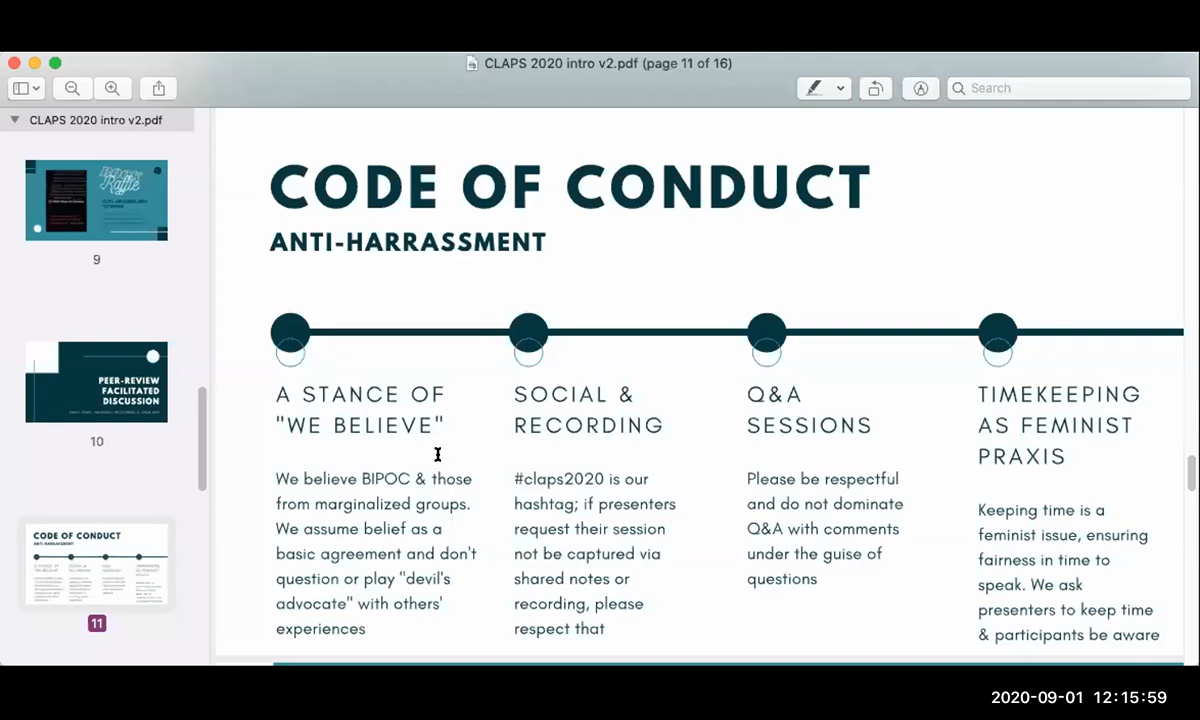 CLAPS 2020 intro v2.pdf (page 11 of 16)
Search
CLAPS 2020 intro v2.pdf
9
PEER-REVIEW
FACILITATED
DISCUSSION
10
CODE OF CONDUCT
ANTI-HARRASSMENT
11
CODE OF CONDUCT
ANTI-HARRASSMENT
A STANCE OF
"WE BELIEVE"
We believe BIPOC & those
from marginalized groups.
We assume belief as a
basic agreement and don't
question or play "devil's
advocate" with others'
experiences
SOCIAL &
RECORDING
#claps2020 is our
hashtag; if presenters
request their session
not be captured via
shared notes or
recording, please
respect that
Q&A
SESSIONS
Please be respectful
and do not dominate
Q&A with comments
under the guise of
questions
TIMEKEEPING
AS FEMINIST
PRAXIS
Keeping time is a
feminist issue, ensuring
fairness in time to
speak. We ask
presenters to keep time
& participants be aware
2020-09-01 12:15:59